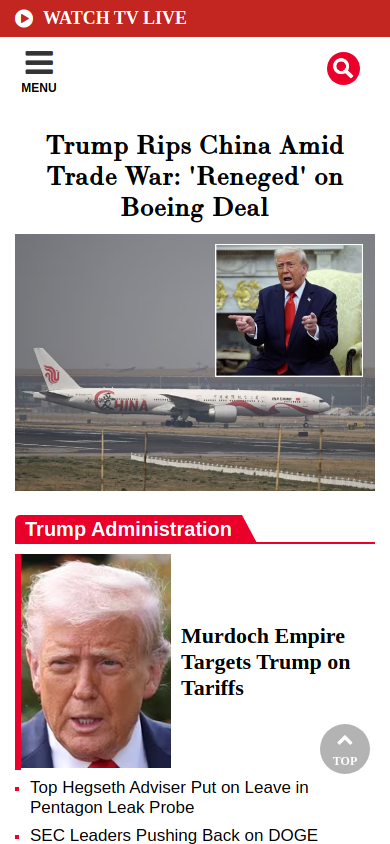 WATCH TV LIVE
MENU
Trump Rips China Amid
Trade War: 'Reneged' on
Boeing Deal
Trump Administration
Murdoch Empire
Targets Trump on
Tariffs
TOP
Top Hegseth Adviser Put on Leave in
Pentagon Leak Probe
SEC Leaders Pushing Back on DOGE